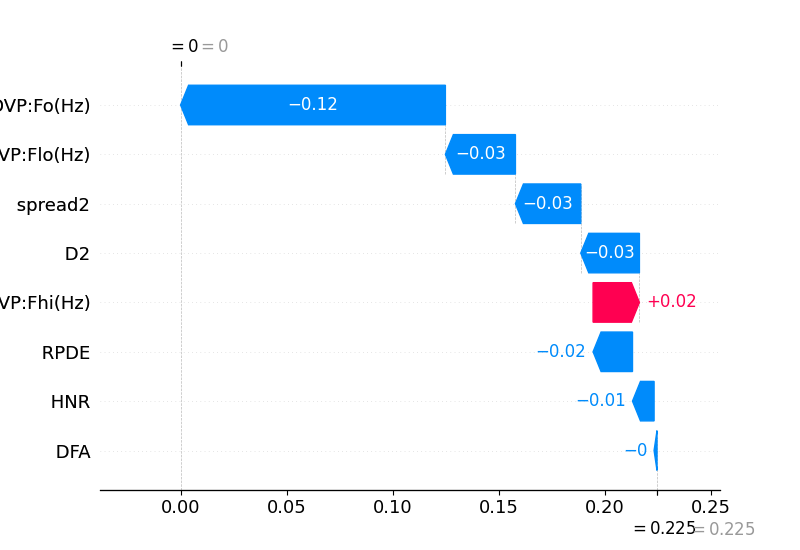 = 0 = 0
OVP:Fo(Hz) −0.12
VP:Flo(Hz) −0.03
spread2 −0.03
D2 −0.03
VP:Fhi(Hz) +0.02
RPDE −0.02
HNR −0.01
DFA −0
0.00 0.05 0.10 0.15 0.20 0.25
= 0.225 = 0.225